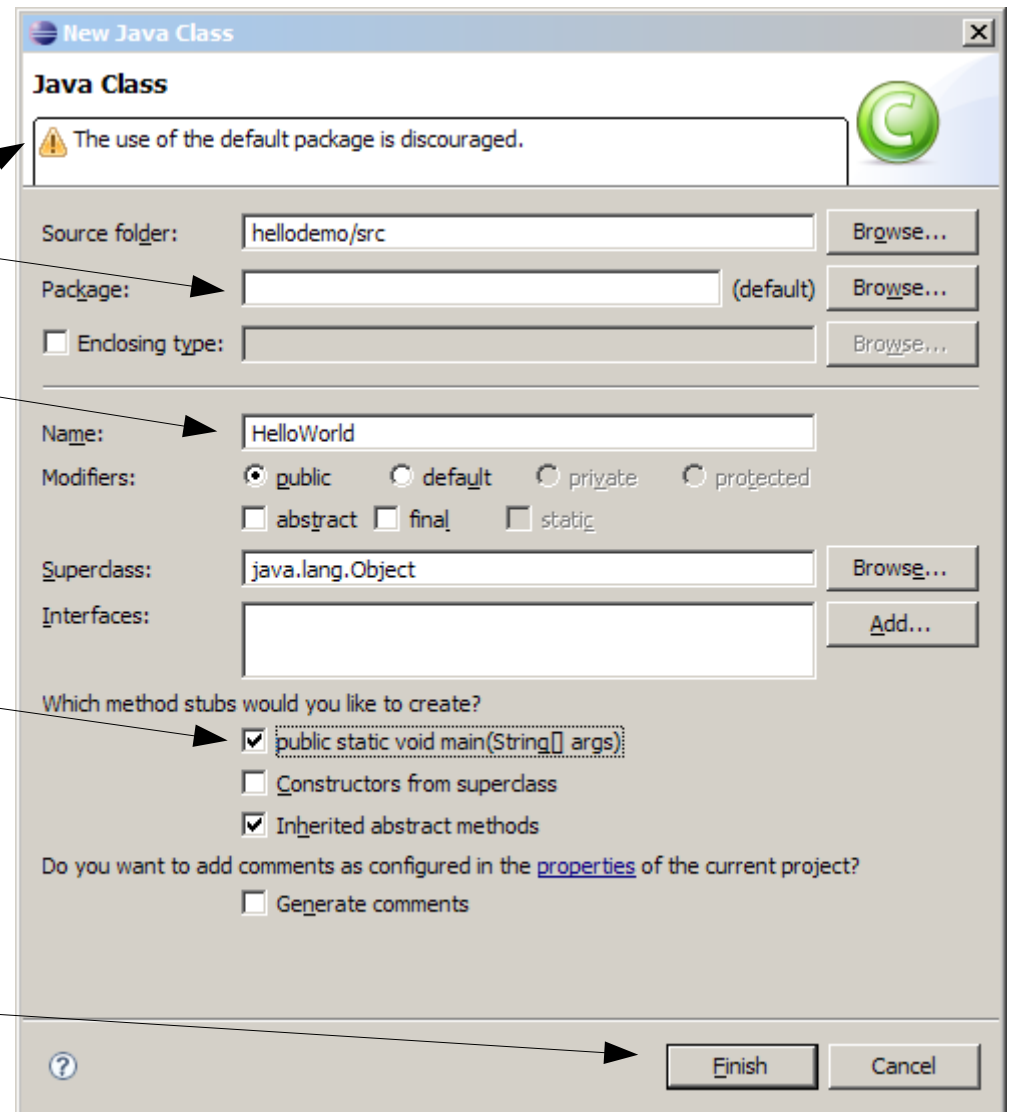 New Java Class
Java Class
The use of the default package is discouraged.
Source folder: hellodemo/src Browse...
Package: (default) Browse...
Enclosing type: Browse...
Name: HelloWorld
Modifiers: public default private protected
abstract final static
Superclass: java.lang.Object Browse...
Interfaces: Add...
Which method stubs would you like to create?
public static void main(String[] args)
Constructors from superclass
Inherited abstract methods
Do you want to add comments as configured in the properties of the current project?
Generate comments
Finish Cancel